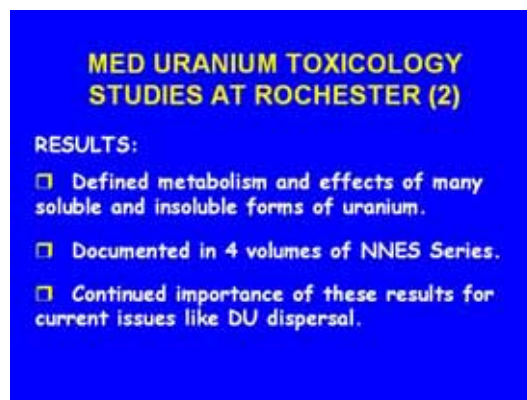 MED URANIUM TOXICOLOGY
STUDIES AT ROCHESTER (2)
RESULTS:
❒ Defined metabolism and effects of many
soluble and insoluble forms of uranium.
❒ Documented in 4 volumes of NNES Series.
❒ Continued importance of these results for
current issues like DU dispersal.